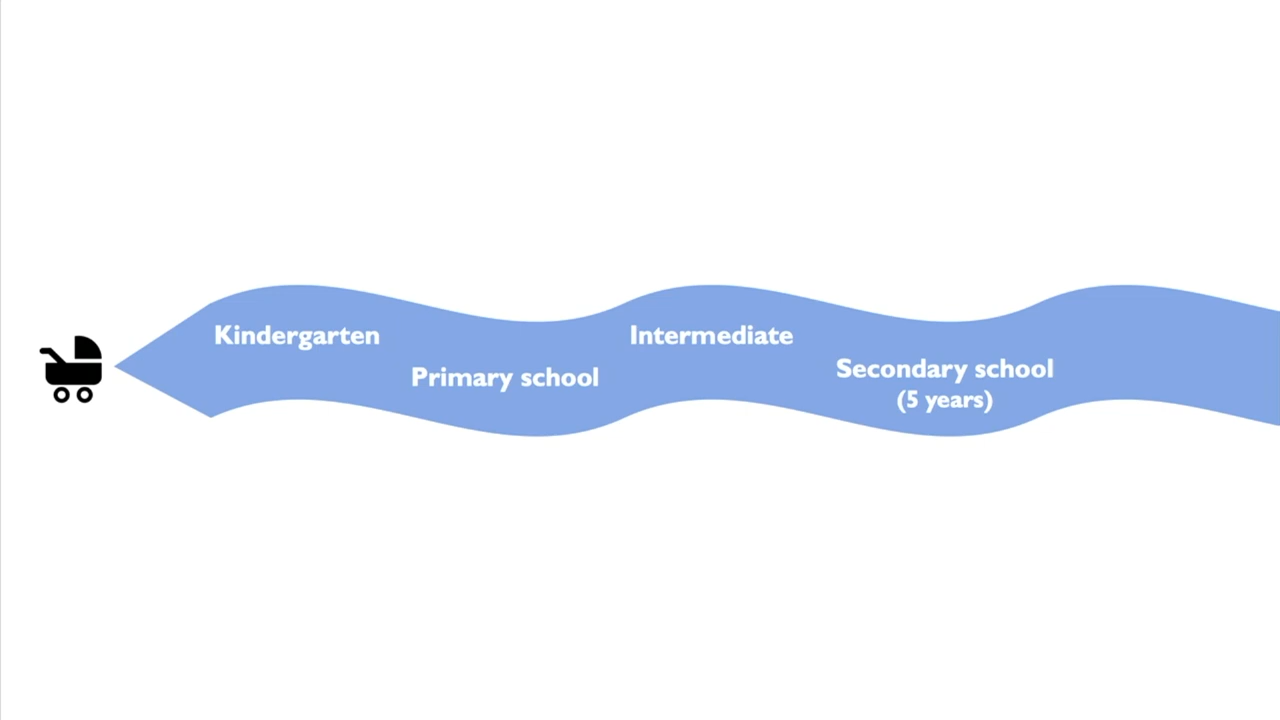 Kindergarten
Primary school
Intermediate
Secondary school
(5 years)